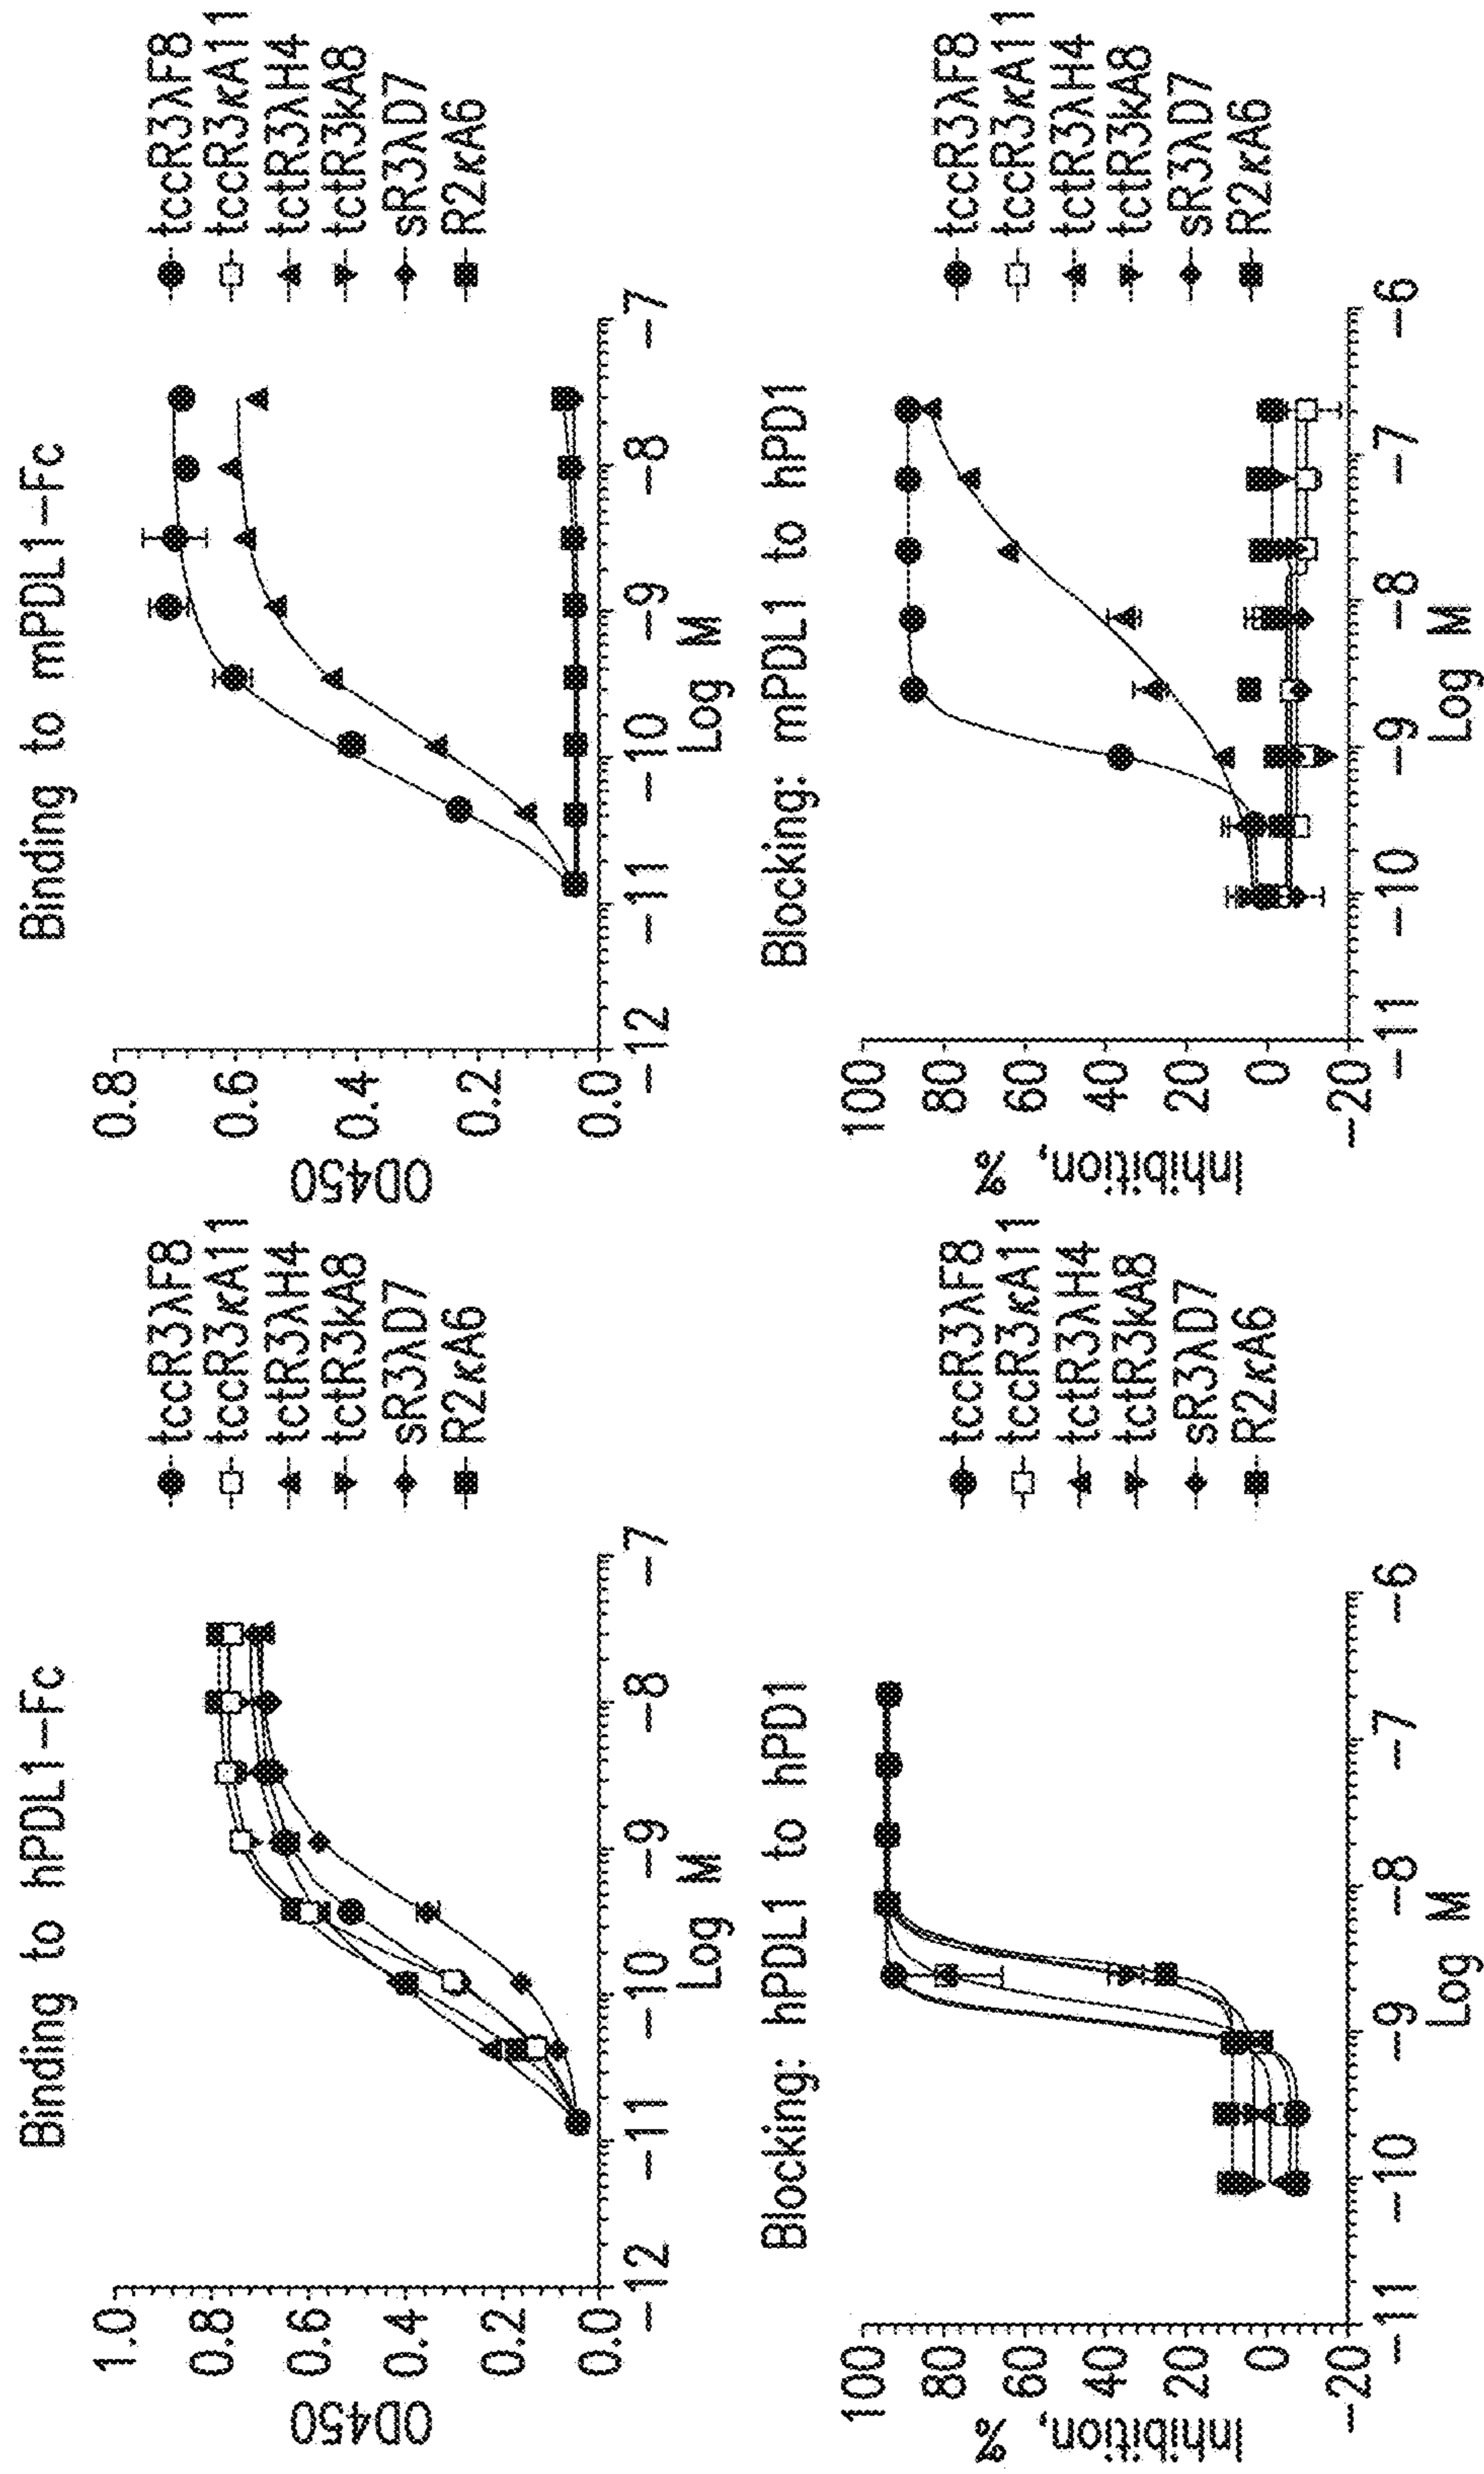 Binding to hPDL1-Fc
OD450
1.0
0.8
0.6
0.4
0.2
0.0
-12
-11
-10
-9
-8
-7
Log M
tccR3λF8
tccR3κA11
tctR3λH4
tctR3kA8
sR3λD7
R2κA6
Binding to mPDL1-Fc
OD450
0.8
0.6
0.4
0.2
0.0
-12
-11
-10
-9
-8
-7
Log M
tccR3λF8
tccR3κA11
tctR3λH4
tctR3kA8
sR3λD7
R2κA6
Blocking: hPDL1 to hPD1
Inhibition, %
100
80
60
40
20
0
-20
-11
-10
-9
-8
-7
-6
Log M
tccR3λF8
tccR3κA11
tctR3λH4
tctR3kA8
sR3λD7
R2κA6
Blocking: mPDL1 to hPD1
Inhibition, %
100
80
60
40
20
0
-20
-11
-10
-9
-8
-7
-6
Log M
tccR3λF8
tccR3κA11
tctR3λH4
tctR3kA8
sR3λD7
R2κA6